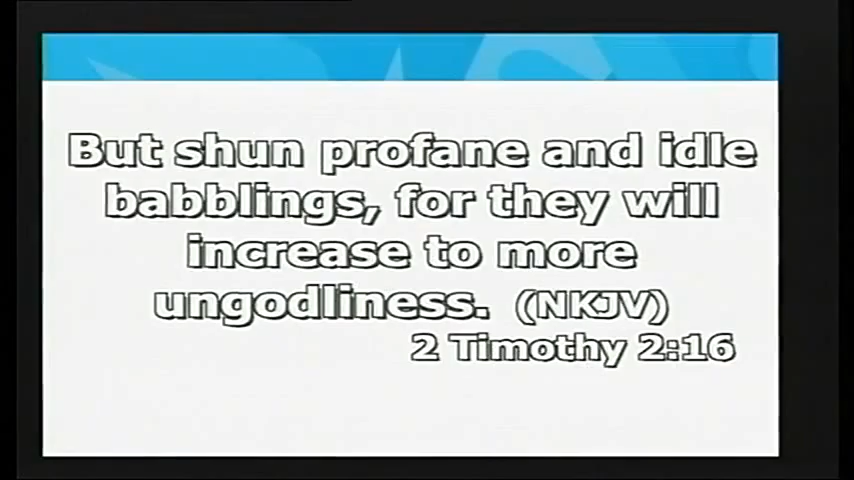 But shun profane and idle
babblings, for they will
increase to more
ungodliness. (NKJV)
2 Timothy 2:16